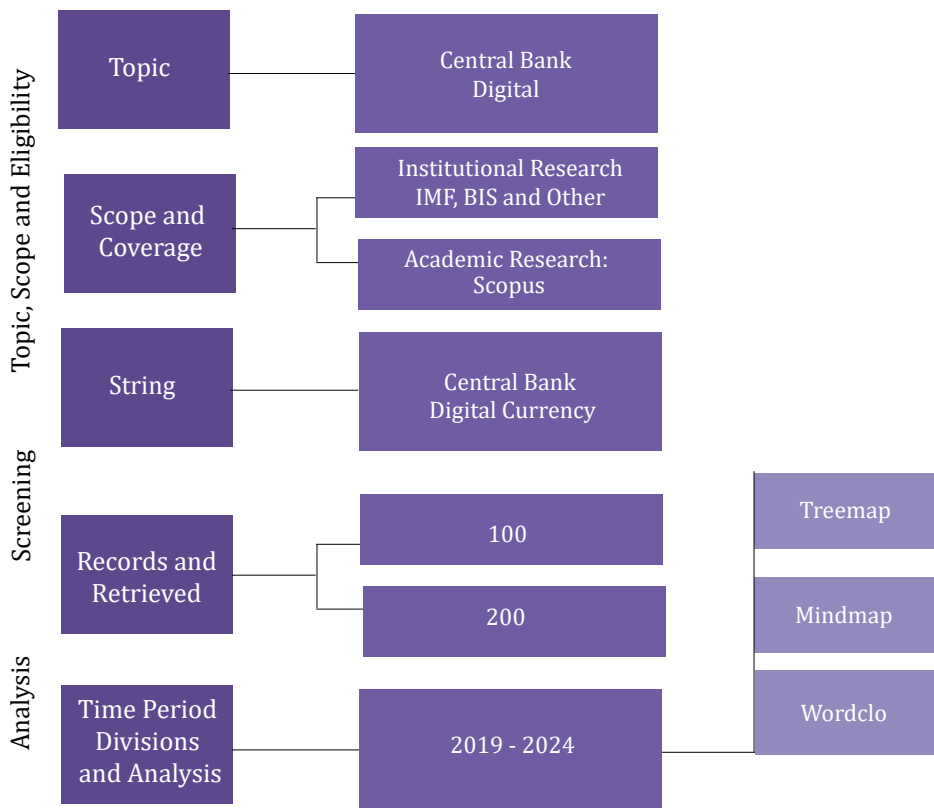 Topic, Scope and Eligibility
Topic
Central Bank
Digital
Scope and
Coverage
Institutional Research
IMF, BIS and Other
Academic Research:
Scopus
String
Central Bank
Digital Currency
Screening
Records and
Retrieved
100
200
Analysis
Time Period
Divisions
and Analysis
2019 - 2024
Treemap
Mindmap
Wordclo